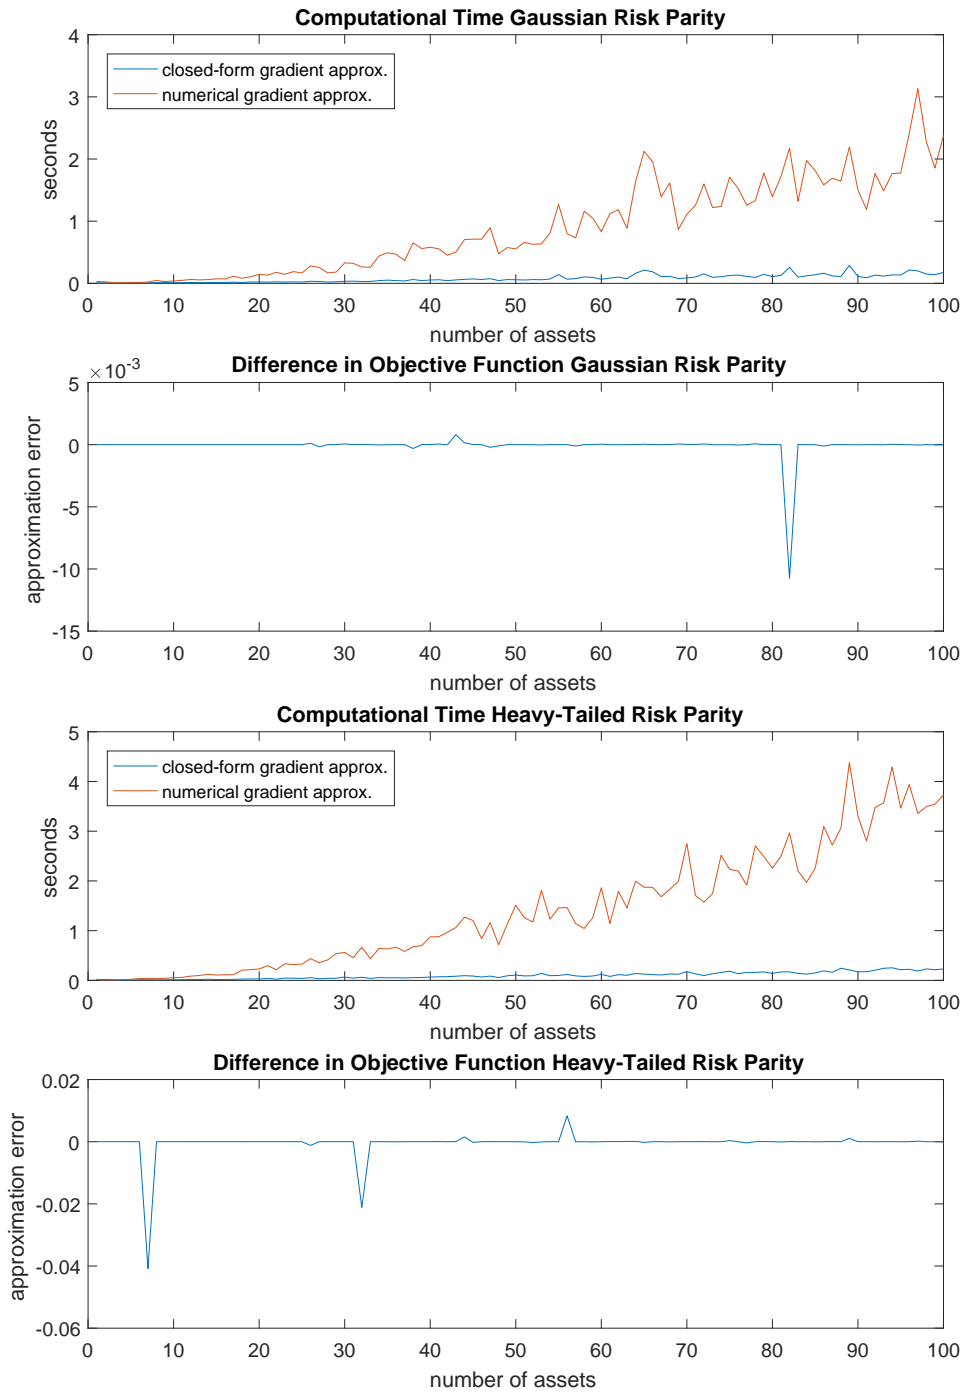 Computational Time Gaussian Risk Parity
4
3
2
1
0
seconds
closed-form gradient approx.
numerical gradient approx.
0 10 20 30 40 50 60 70 80 90 100
number of assets
Difference in Objective Function Gaussian Risk Parity
×10⁻³
5
0
-5
-10
-15
approximation error
0 10 20 30 40 50 60 70 80 90 100
number of assets
Computational Time Heavy-Tailed Risk Parity
5
4
3
2
1
0
seconds
closed-form gradient approx.
numerical gradient approx.
0 10 20 30 40 50 60 70 80 90 100
number of assets
Difference in Objective Function Heavy-Tailed Risk Parity
0.02
0
-0.02
-0.04
-0.06
approximation error
0 10 20 30 40 50 60 70 80 90 100
number of assets